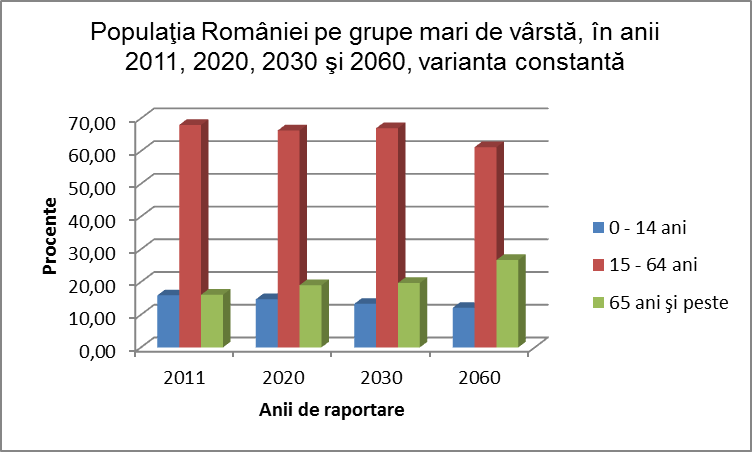 Populaţia României pe grupe mari de vârstă, în anii
2011, 2020, 2030 şi 2060, varianta constantă
70,00
60,00
50,00
40,00
30,00
20,00
10,00
0,00
Procente
2011 2020 2030 2060
Anii de raportare
0 - 14 ani
15 - 64 ani
65 ani şi peste